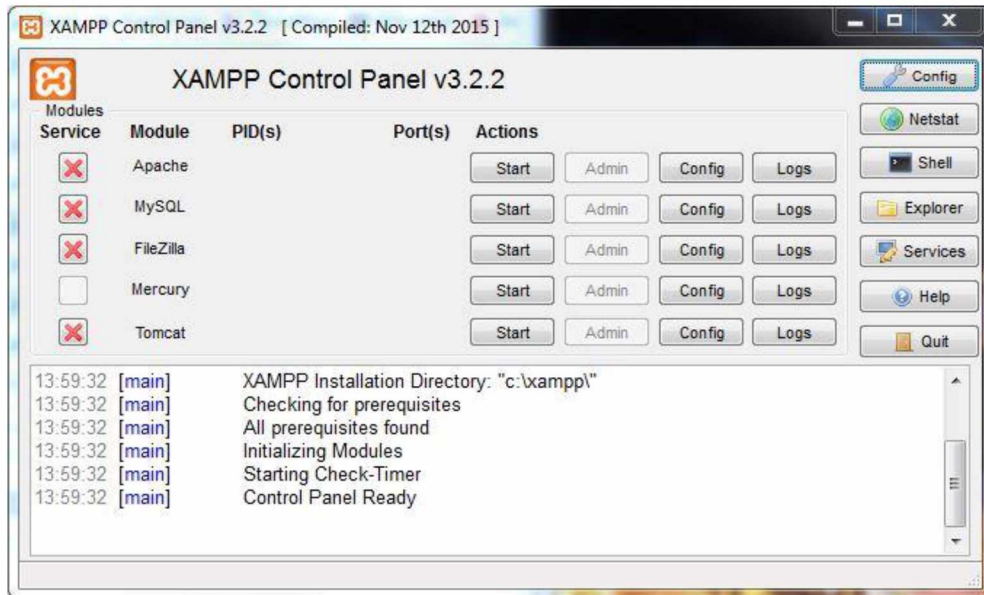 XAMPP Control Panel v3.2.2 [ Compiled: Nov 12th 2015 ]
XAMPP Control Panel v3.2.2
Config
Modules
Netstat
Service Module PID(s) Port(s) Actions
Apache Start Admin Config Logs
Shell
MySQL Start Admin Config Logs
Explorer
FileZilla Start Admin Config Logs
Services
Mercury Start Admin Config Logs
Help
Tomcat Start Admin Config Logs
Quit
13:59:32 [main] XAMPP Installation Directory: "c:\xampp\"
13:59:32 [main] Checking for prerequisites
13:59:32 [main] All prerequisites found
13:59:32 [main] Initializing Modules
13:59:32 [main] Starting Check-Timer
13:59:32 [main] Control Panel Ready